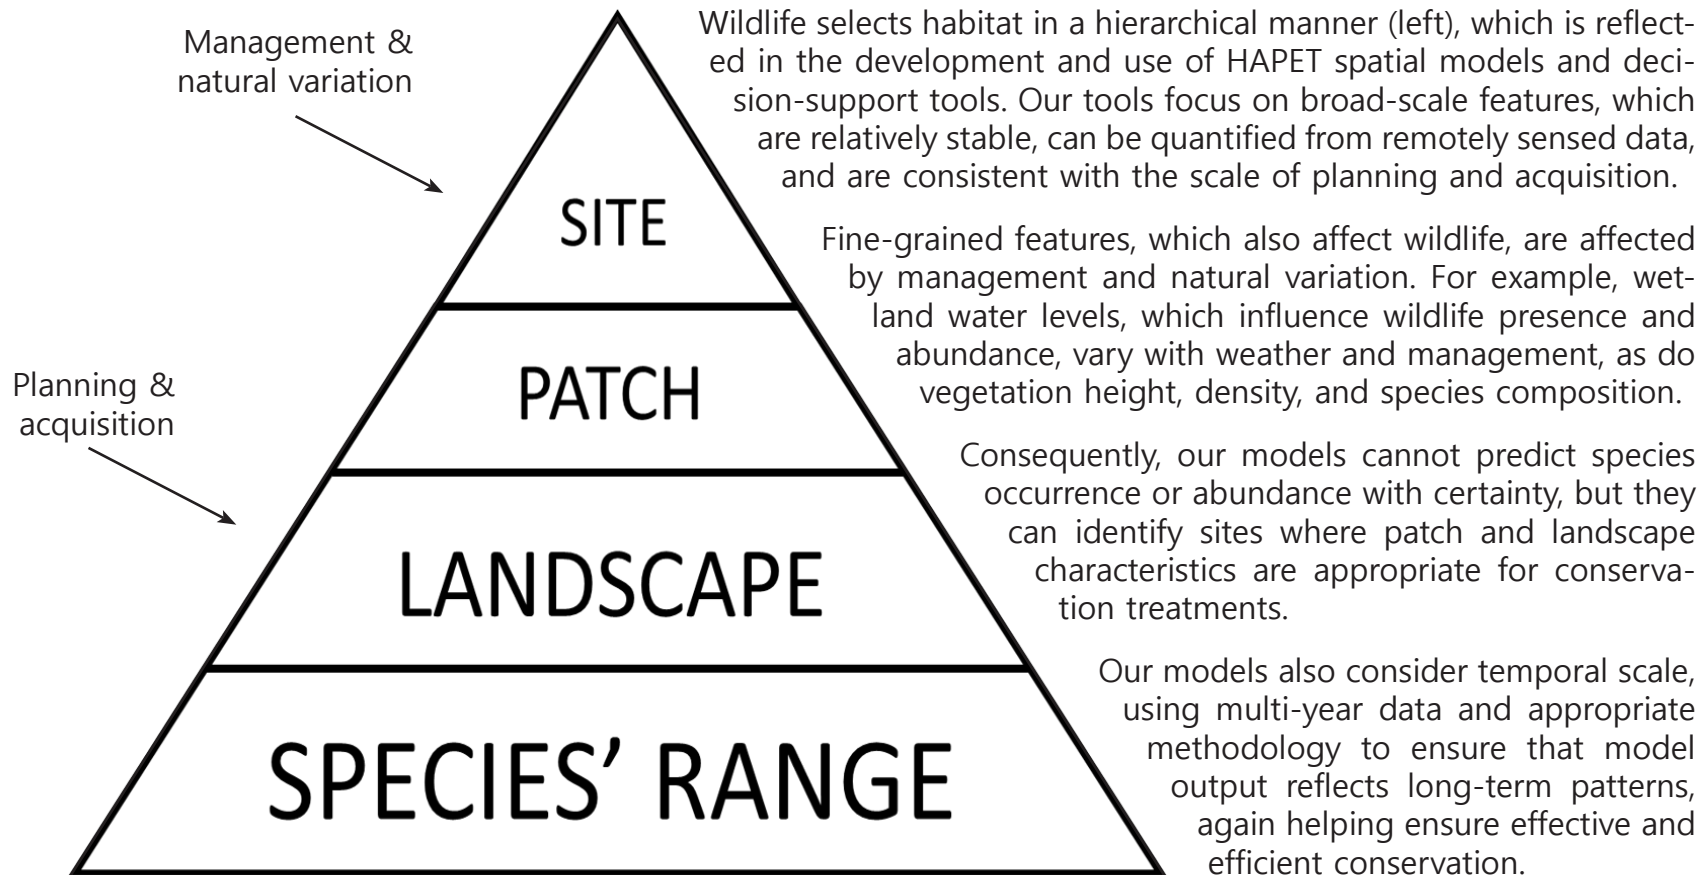 Management &
natural variation
Planning &
acquisition
SITE
PATCH
LANDSCAPE
SPECIES’ RANGE
Wildlife selects habitat in a hierarchical manner (left), which is reflect-
ed in the development and use of HAPET spatial models and deci-
sion-support tools. Our tools focus on broad-scale features, which
are relatively stable, can be quantified from remotely sensed data,
and are consistent with the scale of planning and acquisition.
Fine-grained features, which also affect wildlife, are affected
by management and natural variation. For example, wet-
land water levels, which influence wildlife presence and
abundance, vary with weather and management, as do
vegetation height, density, and species composition.
Consequently, our models cannot predict species
occurrence or abundance with certainty, but they
can identify sites where patch and landscape
characteristics are appropriate for conserva-
tion treatments.
Our models also consider temporal scale,
using multi-year data and appropriate
methodology to ensure that model
output reflects long-term patterns,
again helping ensure effective and
efficient conservation.